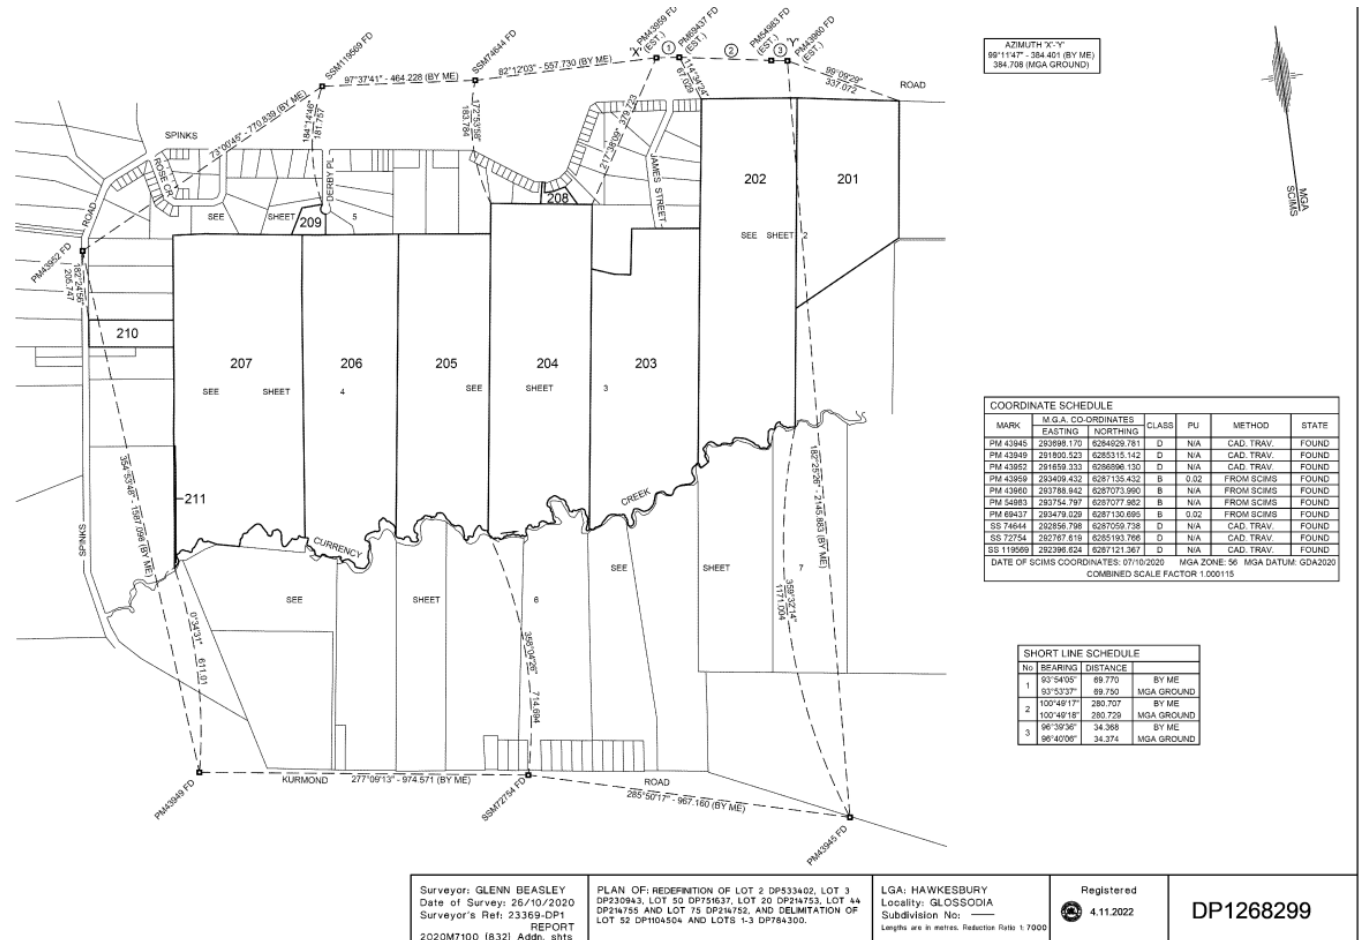 PM43959 FD
(EST.)
PM69437 FD
(EST.)
PM54983 FD
(EST.)
PM43960 FD
(EST.)
'X'
1
2
3
'Y'
SSM119569 FD
SSM74644 FD
97°37'41" - 464.228 (BY ME)
82°12'03" - 557.730 (BY ME)
114°34'24"
67.029
99°09'29"
337.072
ROAD
AZIMUTH 'X'-'Y'
99°11'47" - 384.401 (BY ME)
384.708 (MGA GROUND)
MGA
SCIMS
73°00'45" - 770.839 (BY ME)
184°14'46"
181.757
172°53'58"
183.784
217°38'09" 379.723
SPINKS
ROAD
ROSE CR
DERBY PL
JAMES STREET
SEE SHEET 5
208
209
202
201
SEE SHEET 2
PM43952 FD
182°24'56"
205.747
210
207
206
205
204
203
SEE SHEET 4
SEE SHEET 3
211
354°53'48" - 1587.098 (BY ME)
182°25'26" - 2145.883 (BY ME)
CREEK
CURRENCY
SPINKS
SEE SHEET 6
SEE SHEET 7
0°34'31" 611.01
358°04'26" 714.694
359°32'14"
1171.004
KURMOND ROAD
277°09'13" - 974.571 (BY ME)
285°50'17" - 967.160 (BY ME)
PM43949 FD
SSM72754 FD
PM43945 FD
COORDINATE SCHEDULE
MARK M.G.A. CO-ORDINATES CLASS PU METHOD STATE
EASTING NORTHING
PM 43945 293698.170 6284929.781 D N/A CAD. TRAV. FOUND
PM 43949 291800.523 6285315.142 D N/A CAD. TRAV. FOUND
PM 43952 291659.333 6286896.130 D N/A CAD. TRAV. FOUND
PM 43959 293409.432 6287135.432 B 0.02 FROM SCIMS FOUND
PM 43960 293788.942 6287073.990 B N/A FROM SCIMS FOUND
PM 54983 293754.797 6287077.982 B N/A FROM SCIMS FOUND
PM 69437 293479.029 6287130.695 B 0.02 FROM SCIMS FOUND
SS 74644 292856.798 6287059.738 D N/A CAD. TRAV. FOUND
SS 72754 292767.619 6285193.766 D N/A CAD. TRAV. FOUND
SS 119569 292396.624 6287121.367 D N/A CAD. TRAV. FOUND
DATE OF SCIMS COORDINATES: 07/10/2020 MGA ZONE: 56 MGA DATUM: GDA2020
COMBINED SCALE FACTOR 1.000115
SHORT LINE SCHEDULE
No BEARING DISTANCE
1 93°54'05" 69.770 BY ME
93°53'37" 69.750 MGA GROUND
2 100°49'17" 280.707 BY ME
100°49'18" 280.729 MGA GROUND
3 96°39'36" 34.368 BY ME
96°40'06" 34.374 MGA GROUND
Surveyor: GLENN BEASLEY
Date of Survey: 26/10/2020
Surveyor's Ref: 23369-DP1
REPORT
2020M7100 (832) Addn. shts
PLAN OF: REDEFINITION OF LOT 2 DP533402, LOT 3
DP230943, LOT 50 DP751637, LOT 20 DP214753, LOT 44
DP214755 AND LOT 75 DP214752, AND DELIMITATION OF
LOT 52 DP1104504 AND LOTS 1-3 DP784300.
LGA: HAWKESBURY
Locality: GLOSSODIA
Subdivision No:
Lengths are in metres. Reduction Ratio 1: 7000
Registered
4.11.2022
DP1268299